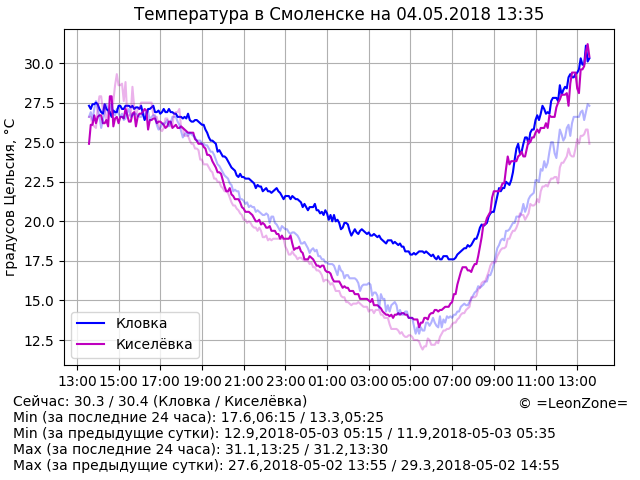 Температура в Смоленске на 04.05.2018 13:35
градусов Цельсия, °C
30.0
27.5
25.0
22.5
20.0
17.5
15.0
12.5
Кловка
Киселёвка
13:00 15:00 17:00 19:00 21:00 23:00 01:00 03:00 05:00 07:00 09:00 11:00 13:00
Сейчас: 30.3 / 30.4 (Кловка / Киселёвка)
© =LeonZone=
Min (за последние 24 часа): 17.6,06:15 / 13.3,05:25
Min (за предыдущие сутки): 12.9,2018-05-03 05:15 / 11.9,2018-05-03 05:35
Max (за последние 24 часа): 31.1,13:25 / 31.2,13:30
Max (за предыдущие сутки): 27.6,2018-05-02 13:55 / 29.3,2018-05-02 14:55